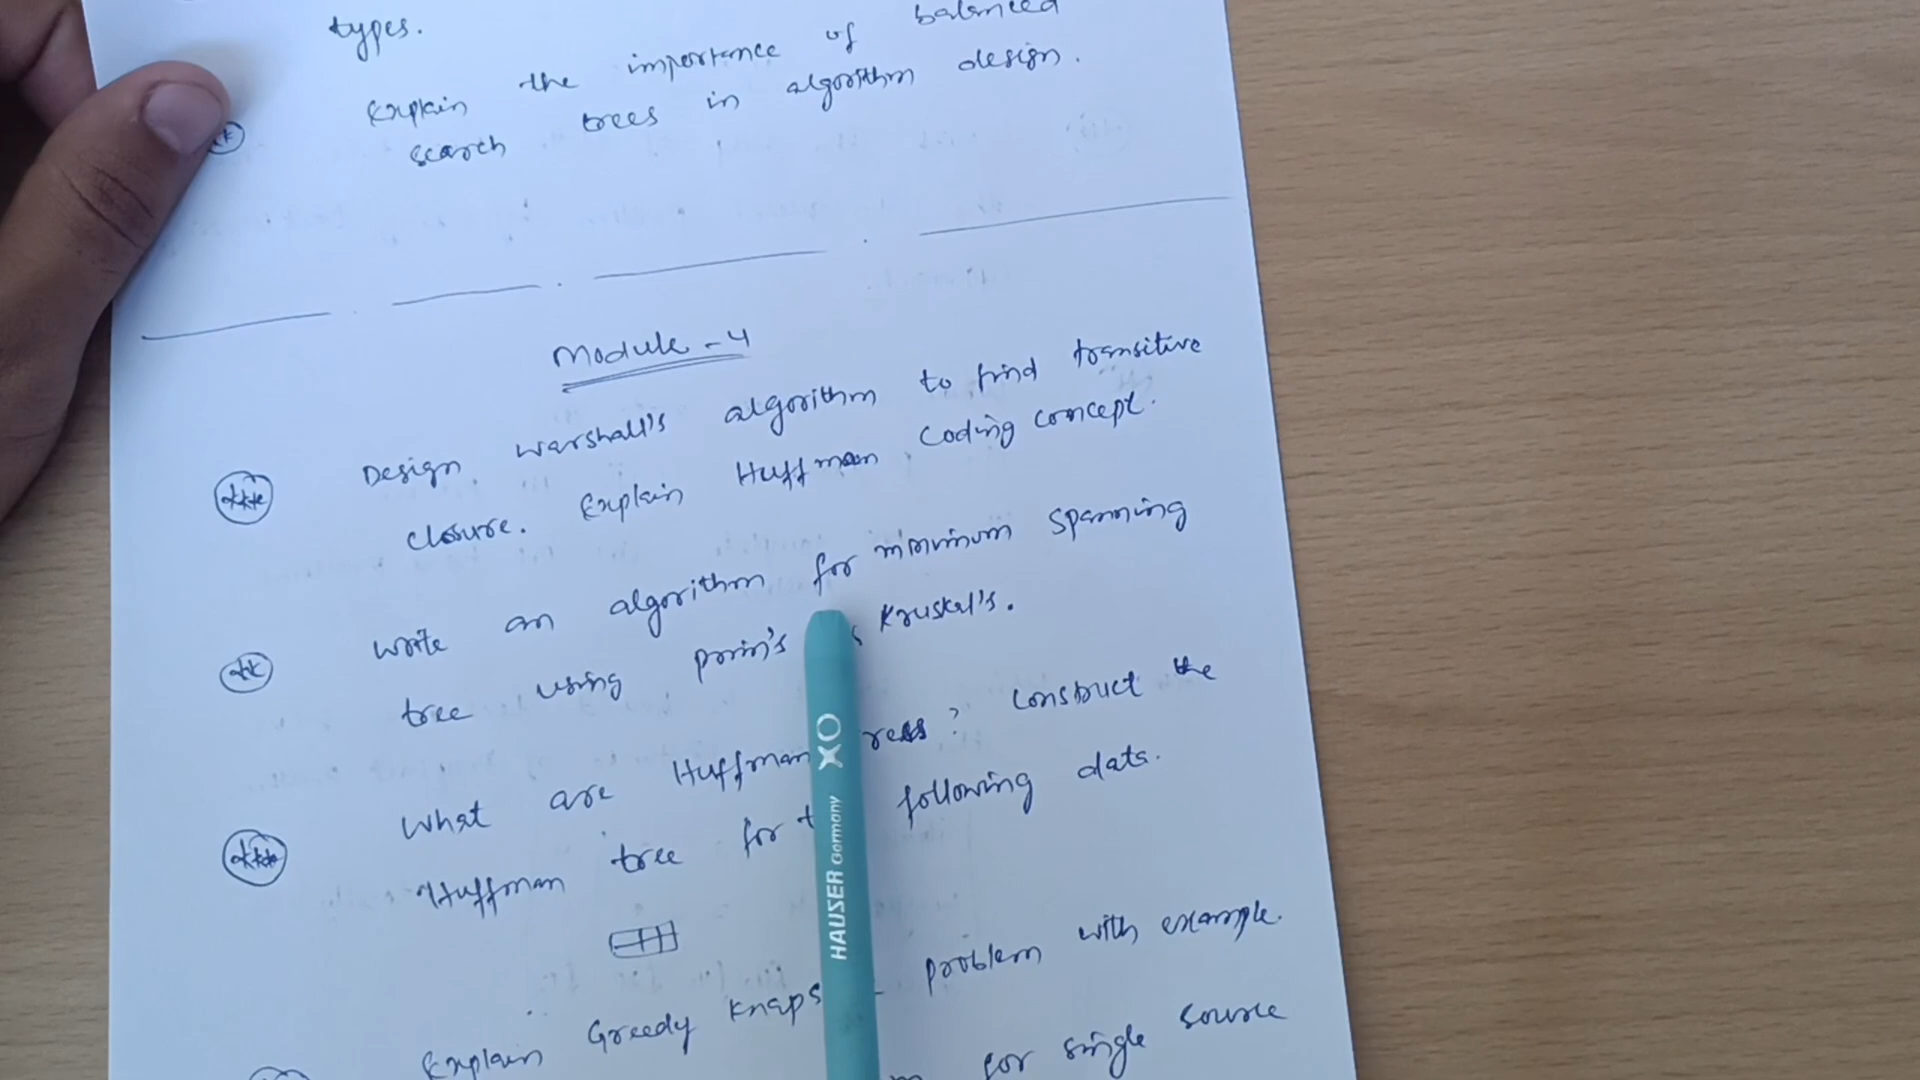 types.
** Explain the importance of balanced
search trees in algorithm design.
Module - 4
*** Design Warshall's algorithm to find transitive
closure. Explain Huffman Coding concept.
** Write an algorithm for minimum spanning
tree using Prim's Kruskal's.
*** What are Huffman ? Construct the
Huffman tree for following data.
Explain Greedy problem with example.
for single source
XO
HAUSER Germany